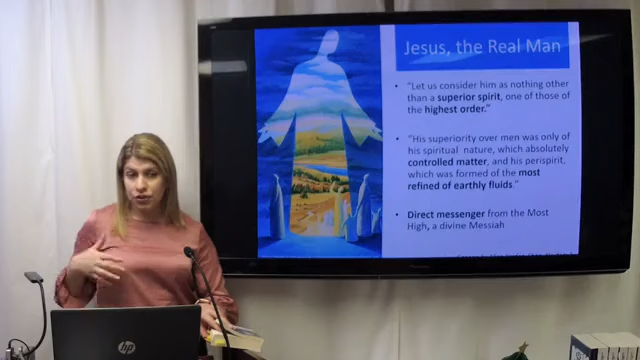 Jesus, the Real Man
• "Let us consider him as nothing other
than a superior spirit, one of those of
the highest order."
• "His superiority over men was only of
his spiritual nature, which absolutely
controlled matter, and his perispirit,
which was formed of the most
refined of earthly fluids."
• Direct messenger from the Most
High, a divine Messiah
hp